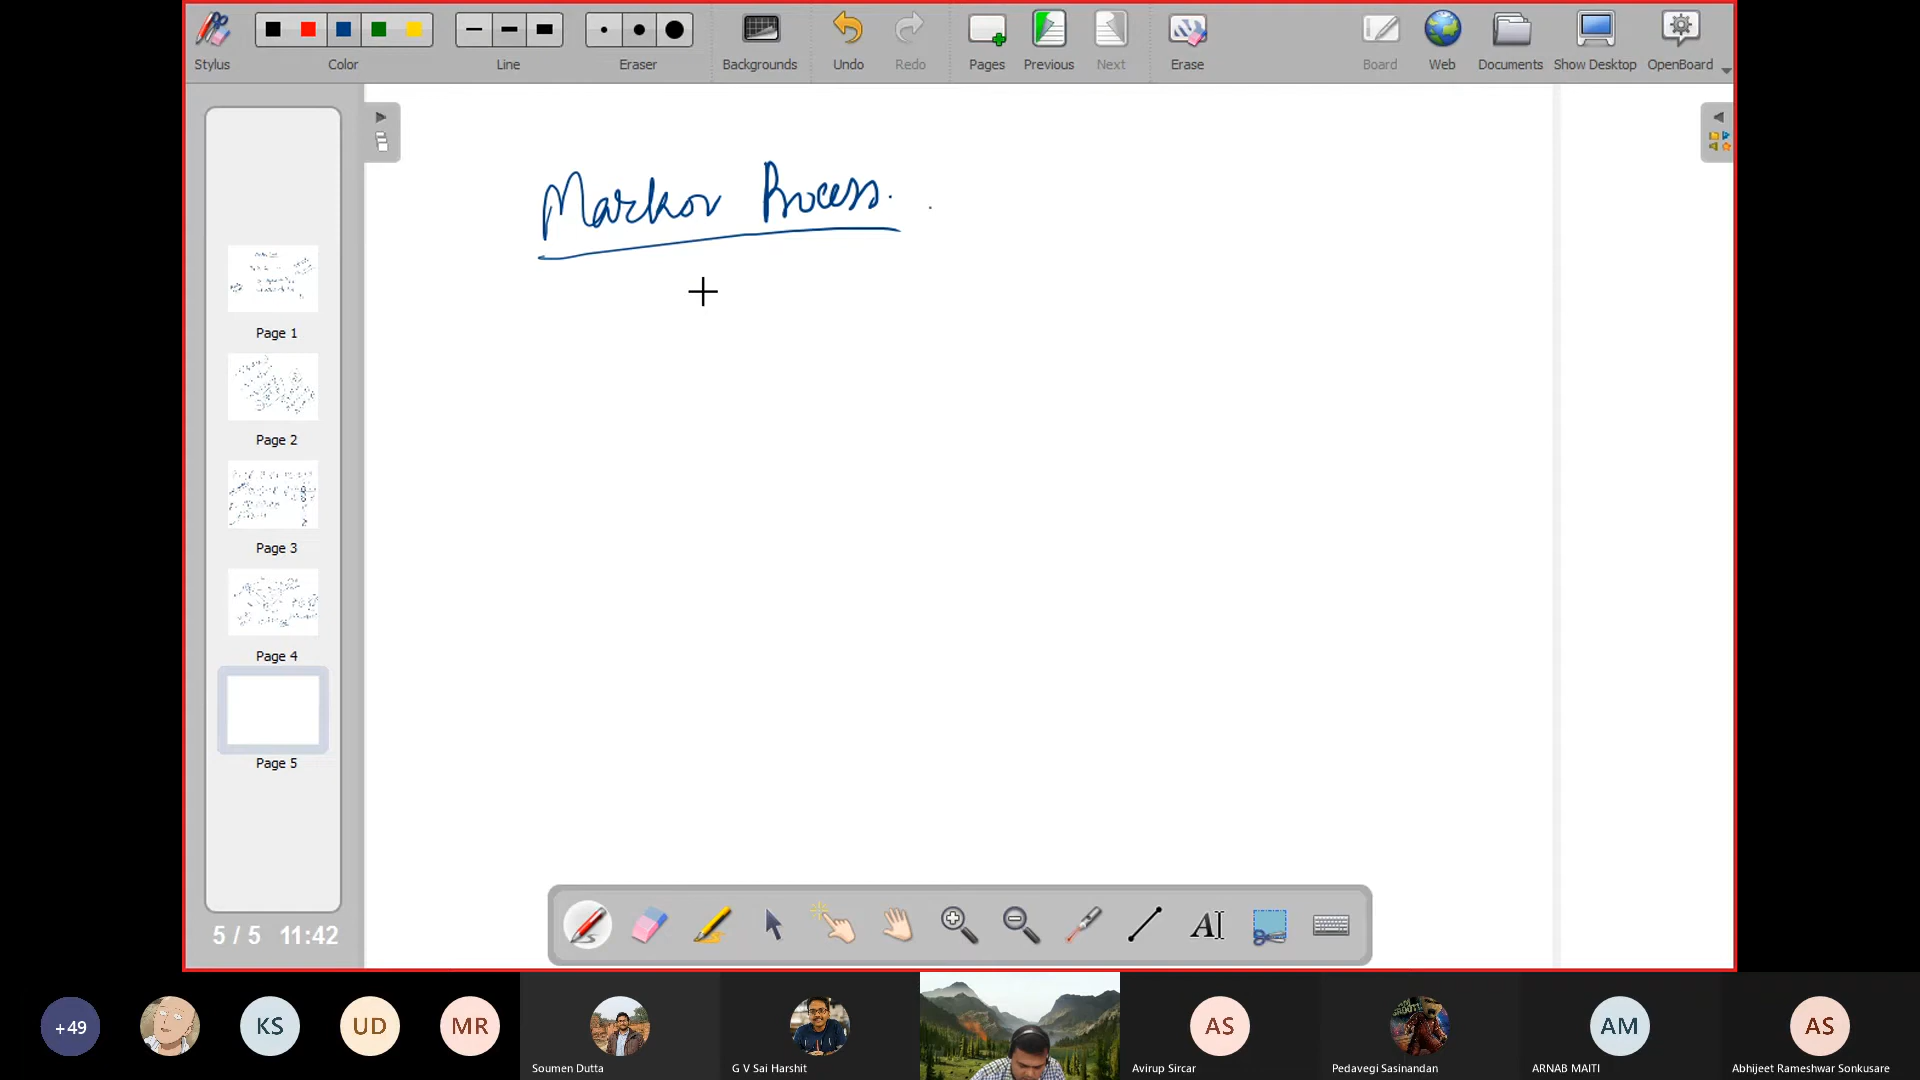 Stylus
Color
Line
Eraser
Backgrounds
Undo
Redo
Pages
Previous
Next
Erase
Board
Web
Documents
Show Desktop
OpenBoard
Markov Process.
Page 1
Page 2
Page 3
Page 4
Page 5
5 / 5 11:42
+49
KS
UD
MR
Soumen Dutta
G V Sai Harshit
AS
Avirup Sircar
Pedavegi Sasinandan
AM
ARNAB MAITI
AS
Abhijeet Rameshwar Sonkusare